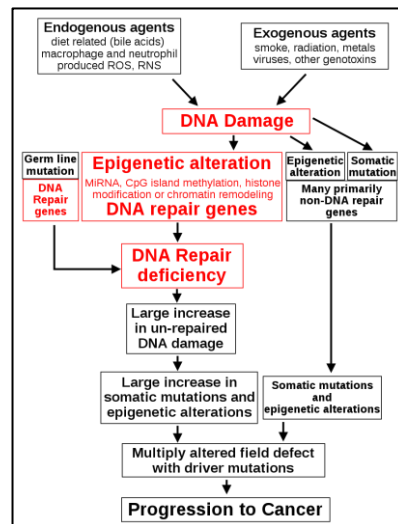 Endogenous agents
diet related (bile acids)
macrophage and neutrophil
produced ROS, RNS
Exogenous agents
smoke, radiation, metals
viruses, other genotoxins
DNA Damage
Germ line
mutation
DNA
Repair
genes
Epigenetic alteration
MiRNA, CpG island methylation, histone
modification or chromatin remodeling
DNA repair genes
Epigenetic
alteration
Somatic
mutation
Many primarily
non-DNA repair
genes
DNA Repair
deficiency
Large increase
in un-repaired
DNA damage
Large increase in
somatic mutations and
epigenetic alterations
Somatic mutations
and
epigenetic alterations
Multiply altered field defect
with driver mutations
Progression to Cancer